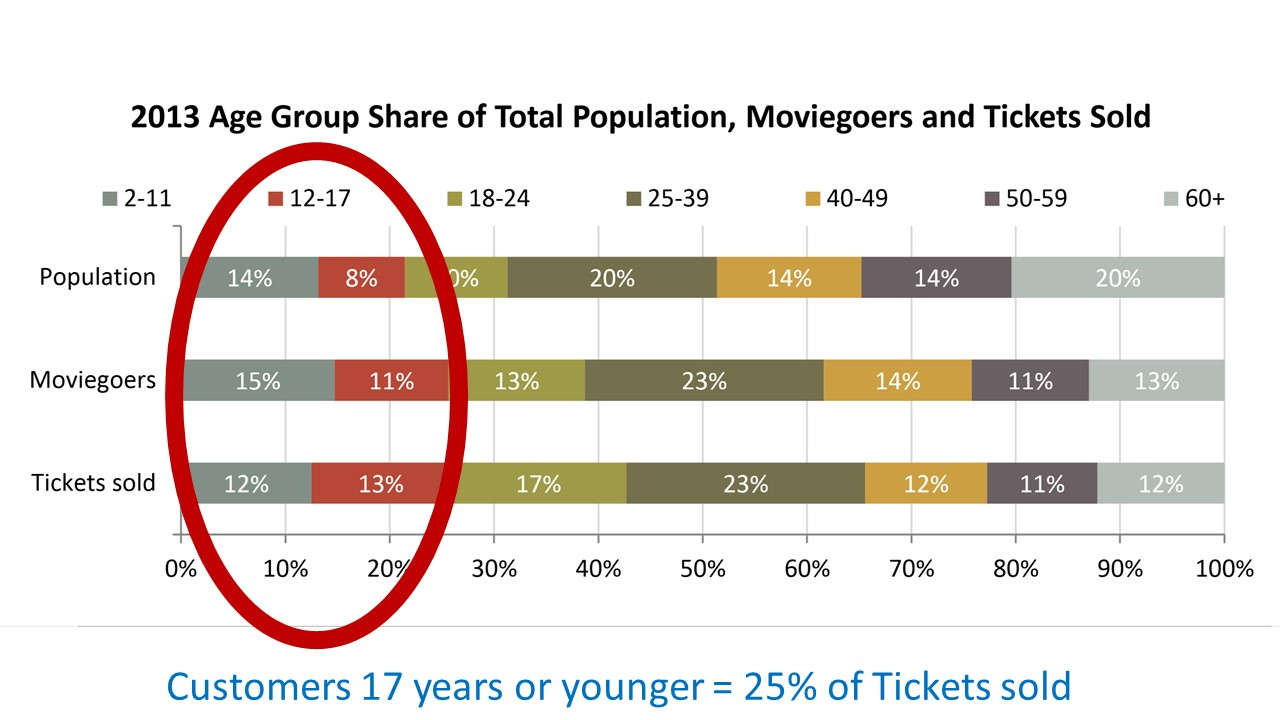 2013 Age Group Share of Total Population, Moviegoers and Tickets Sold
2-11 12-17 18-24 25-39 40-49 50-59 60+
Population 14% 8% 0% 20% 14% 14% 20%
Moviegoers 15% 11% 13% 23% 14% 11% 13%
Tickets sold 12% 13% 17% 23% 12% 11% 12%
0% 10% 20% 30% 40% 50% 60% 70% 80% 90% 100%
Customers 17 years or younger = 25% of Tickets sold